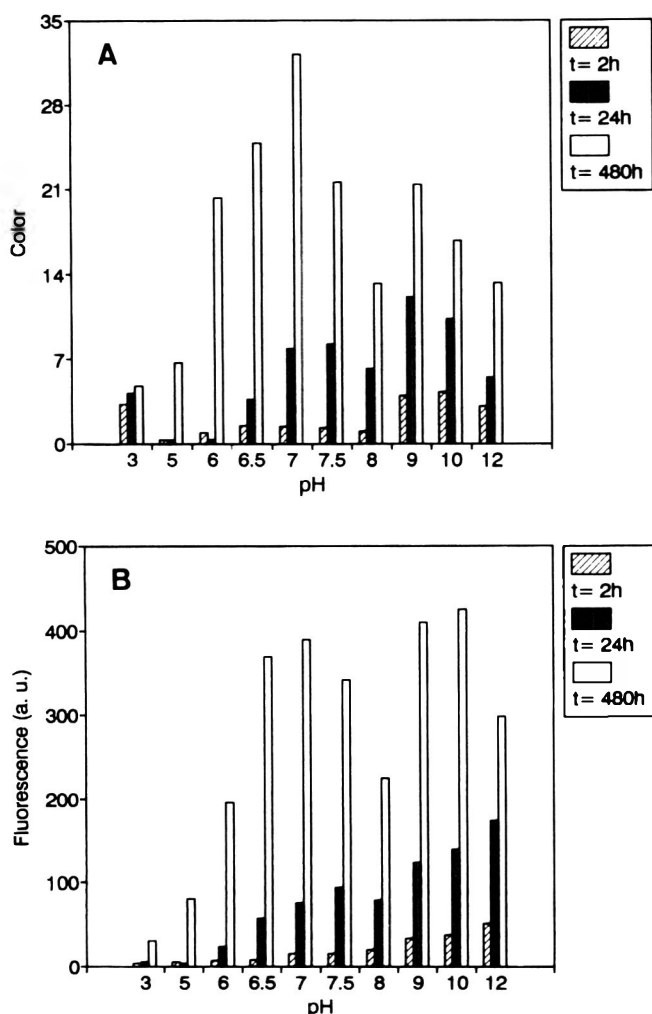 A
35
28
21
14
7
0
Color
3 5 6 6.5 7 7.5 8 9 10 12
pH
t= 2h
t= 24h
t= 480h
B
500
400
300
200
100
0
Fluorescence (a. u.)
3 5 6 6.5 7 7.5 8 9 10 12
pH
t= 2h
t= 24h
t= 480h